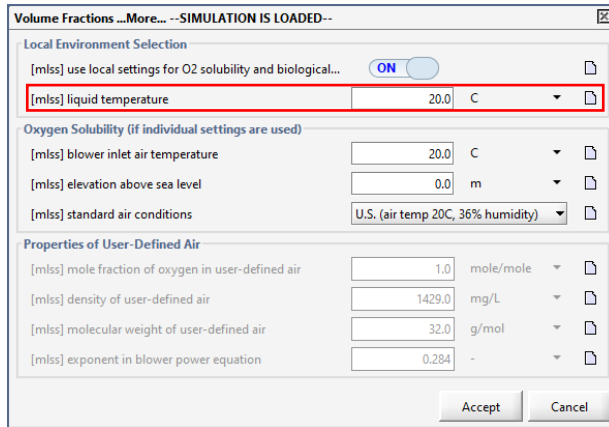 Volume Fractions ...More... --SIMULATION IS LOADED--
Local Environment Selection
[mlss] use local settings for O2 solubility and biological... ON
[mlss] liquid temperature 20.0 C
Oxygen Solubility (if individual settings are used)
[mlss] blower inlet air temperature 20.0 C
[mlss] elevation above sea level 0.0 m
[mlss] standard air conditions U.S. (air temp 20C, 36% humidity)
Properties of User-Defined Air
[mlss] mole fraction of oxygen in user-defined air 1.0 mole/mole
[mlss] density of user-defined air 1429.0 mg/L
[mlss] molecular weight of user-defined air 32.0 g/mol
[mlss] exponent in blower power equation 0.284 -
Accept Cancel